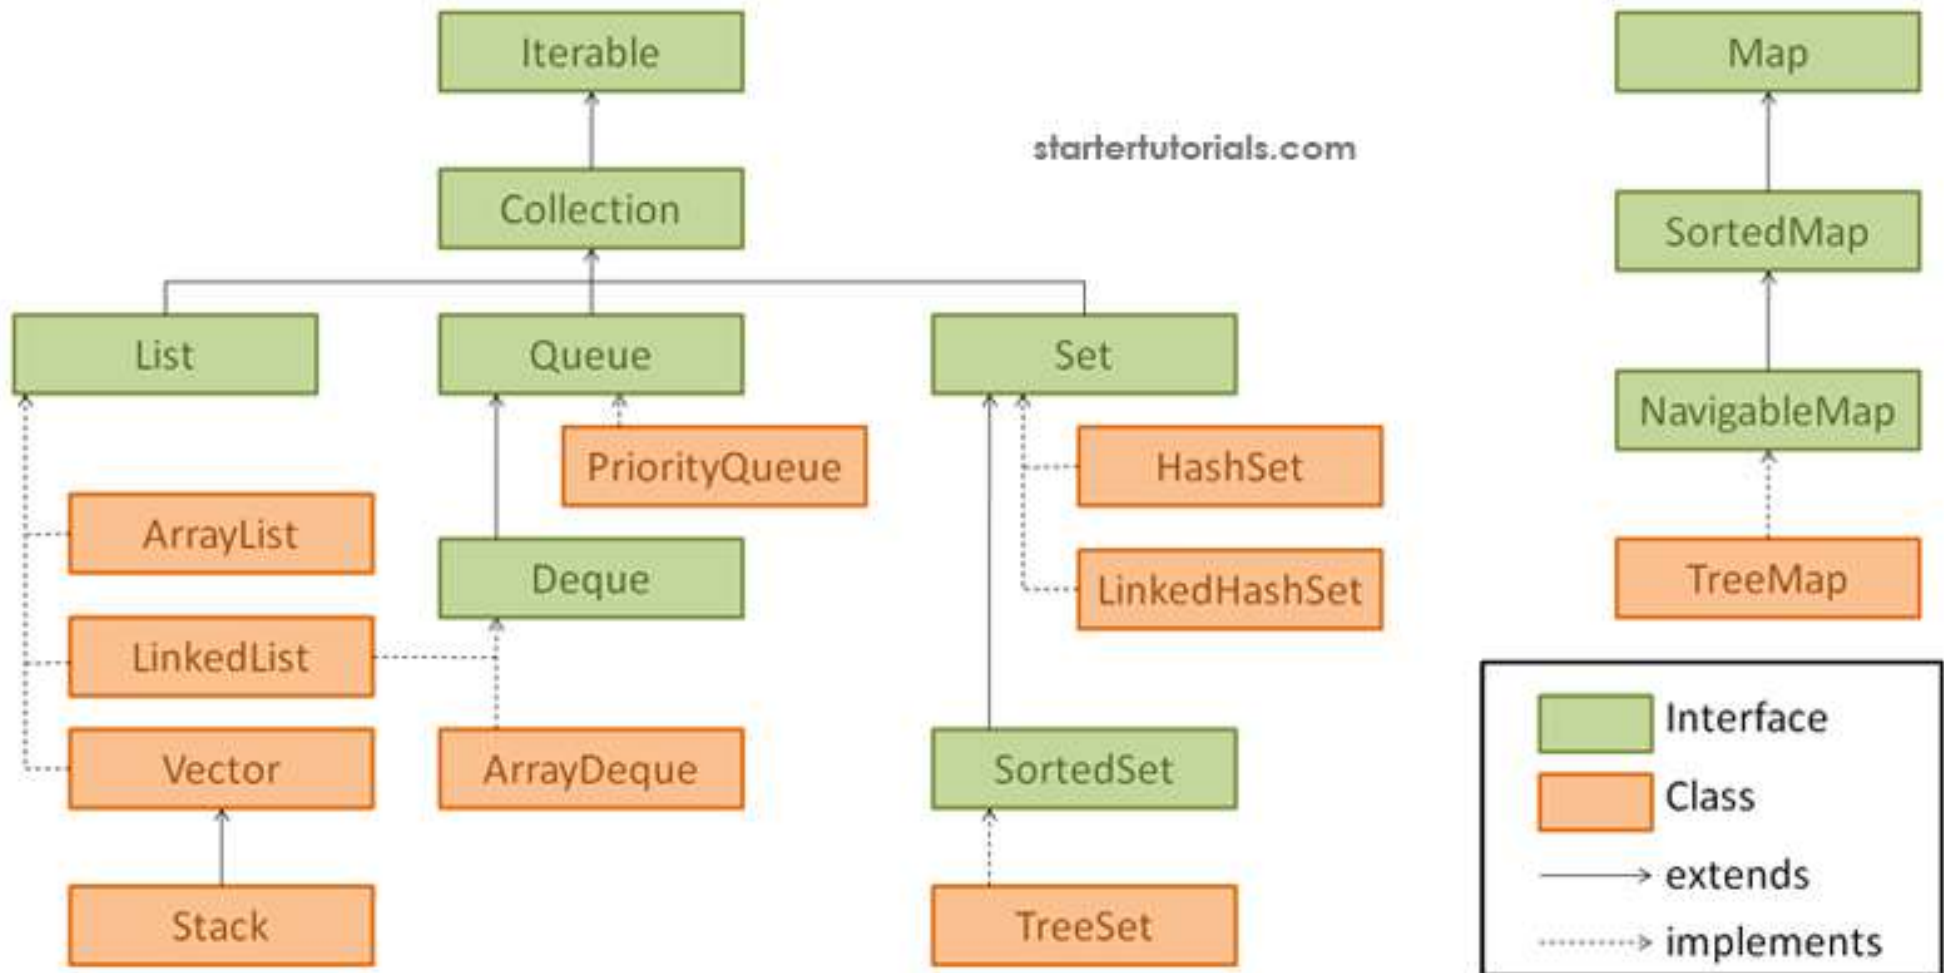 Iterable
Map
startertutorials.com
Collection
SortedMap
List
Queue
Set
NavigableMap
PriorityQueue
HashSet
ArrayList
Deque
LinkedHashSet
TreeMap
LinkedList
Vector
ArrayDeque
SortedSet
Stack
TreeSet
Interface
Class
extends
implements